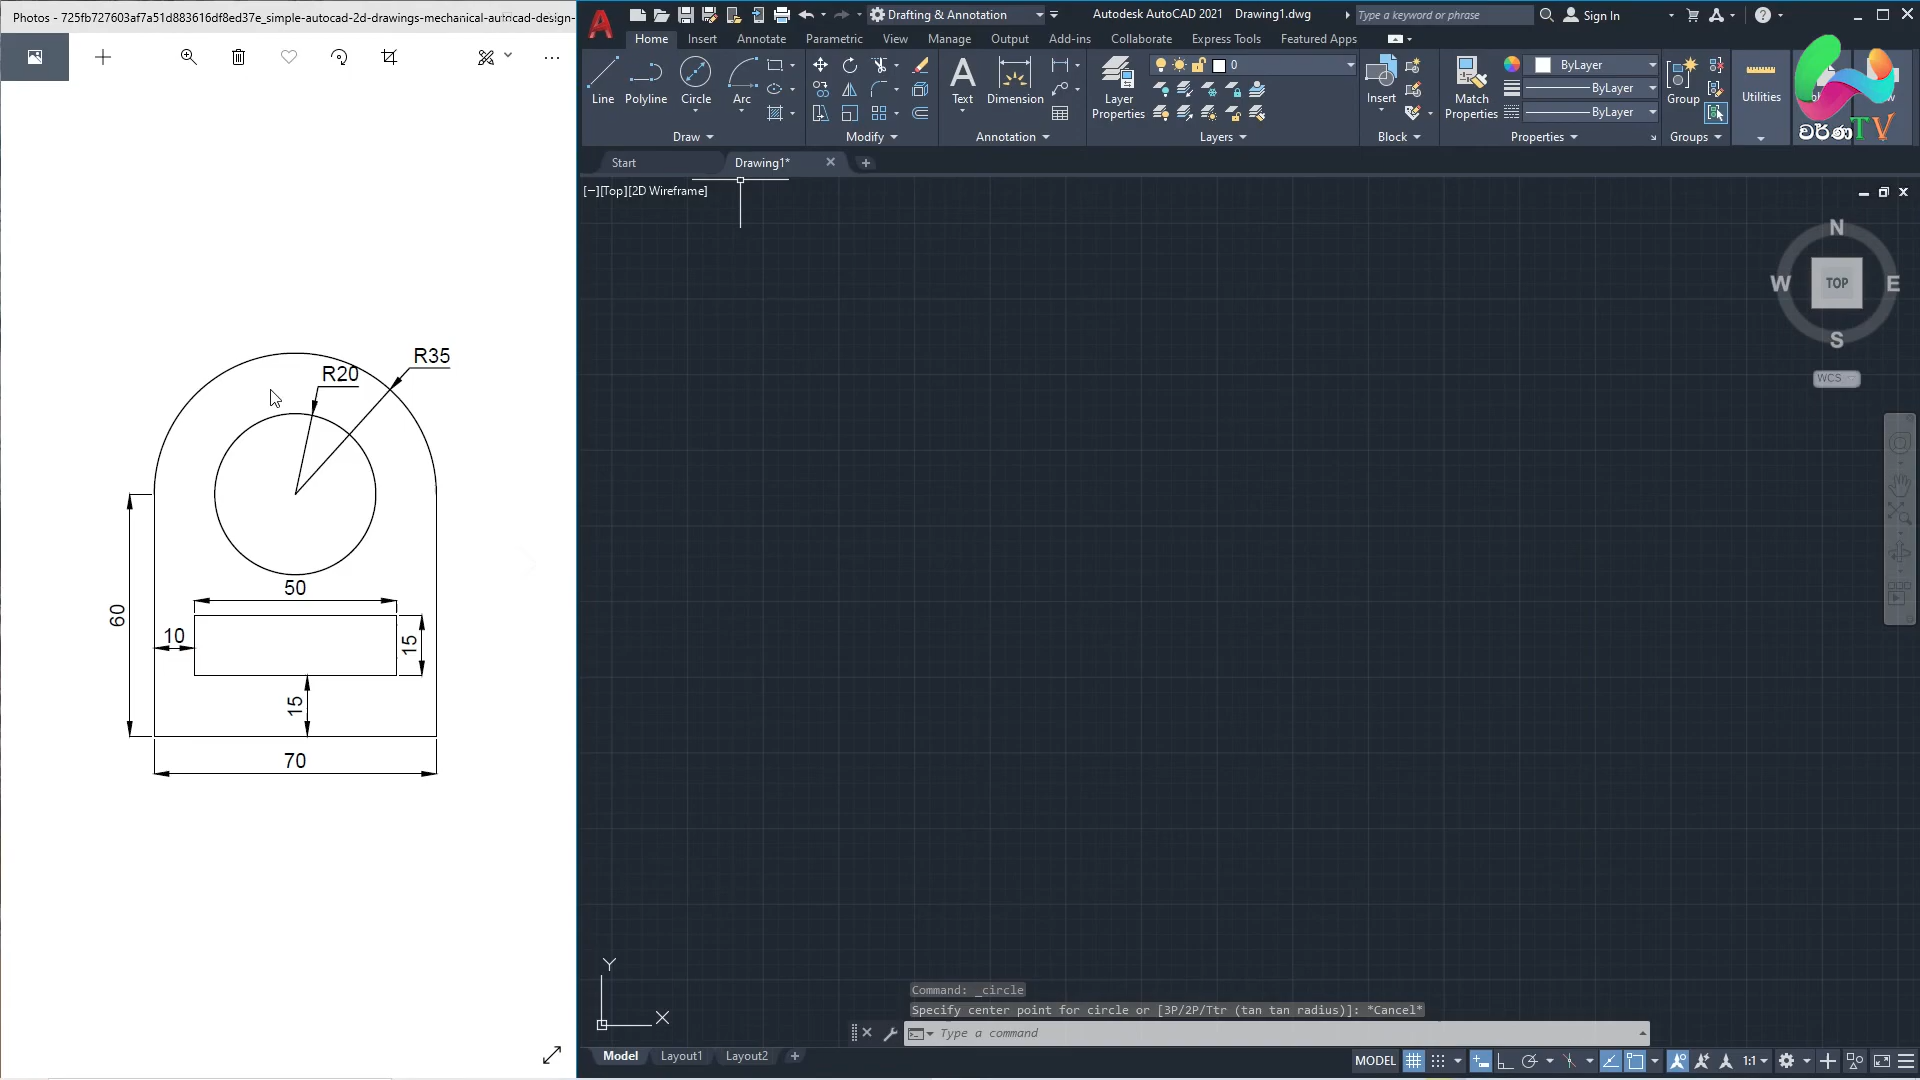 Photos - 725fb727603af7a51d883616df8ed37e_simple-autocad-2d-drawings-mechanical-autocad-design-
R35
R20
50
60
10
15
15
70
Drafting & Annotation
Autodesk AutoCAD 2021 Drawing1.dwg
Type a keyword or phrase
Sign In
Home Insert Annotate Parametric View Manage Output Add-ins Collaborate Express Tools Featured Apps
Line Polyline Circle Arc
Draw
Modify
Text Dimension
Annotation
Layer Properties
0
Layers
Insert
Block
Match Properties
ByLayer
ByLayer
ByLayer
Properties
Group
Groups
Utilities
වර්ණ TV
Start Drawing1*
[−][Top][2D Wireframe]
N
W TOP E
S
WCS
Y
X
Command: _circle
Specify center point for circle or [3P/2P/Ttr (tan tan radius)]: *Cancel*
Type a command
Model Layout1 Layout2
MODEL
1:1